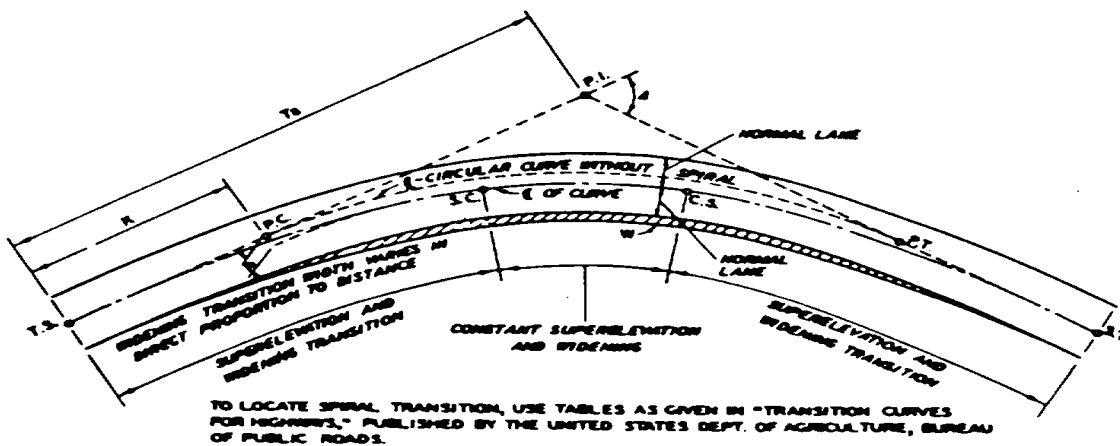 P.I.
Δ
Ts
NORMAL LANE
℄-CIRCULAR CURVE WITHOUT SPIRAL
S.C.
℄ OF CURVE
C.S.
K
P.C.
P.T.
W
NORMAL
LANE
T.S.
WIDENING TRANSITION WIDTH VARIES IN
DIRECT PROPORTION TO DISTANCE
SUPERELEVATION AND
WIDENING TRANSITION
CONSTANT SUPERELEVATION
AND WIDENING
SUPERELEVATION AND
WIDENING TRANSITION
TO LOCATE SPIRAL TRANSITION, USE TABLES AS GIVEN IN "TRANSITION CURVES
FOR HIGHWAYS," PUBLISHED BY THE UNITED STATES DEPT. OF AGRICULTURE, BUREAU
OF PUBLIC ROADS.